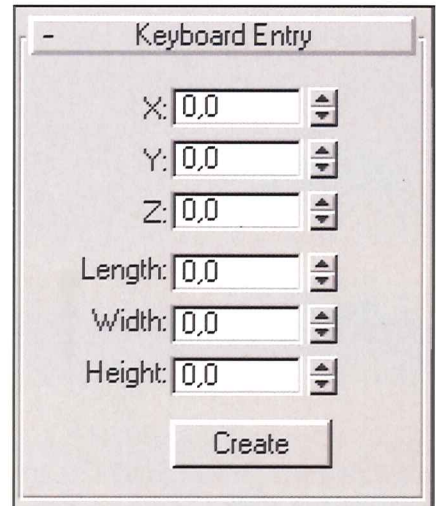 - Keyboard Entry
X: 0,0
Y: 0,0
Z: 0,0
Length: 0,0
Width: 0,0
Height: 0,0
Create